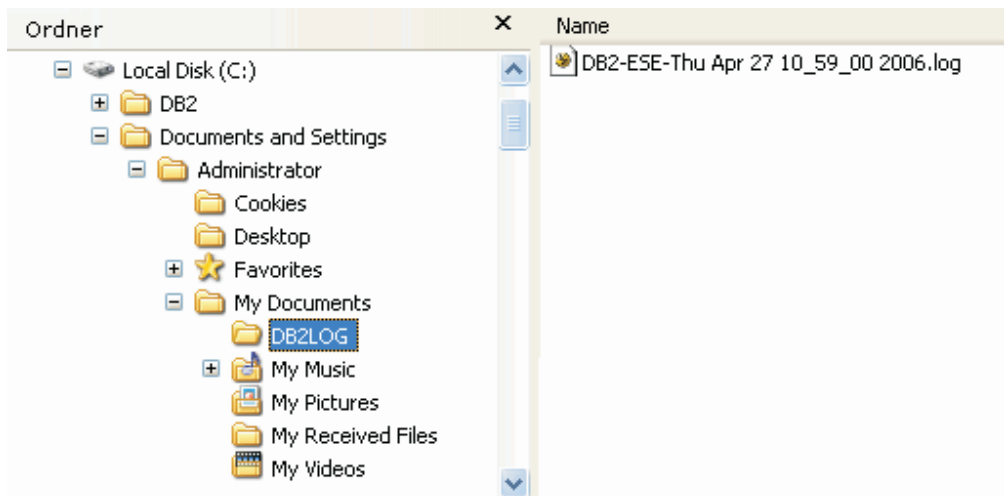 Ordner
Local Disk (C:)
DB2
Documents and Settings
Administrator
Cookies
Desktop
Favorites
My Documents
DB2LOG
My Music
My Pictures
My Received Files
My Videos
Name
DB2-ESE-Thu Apr 27 10_59_00 2006.log